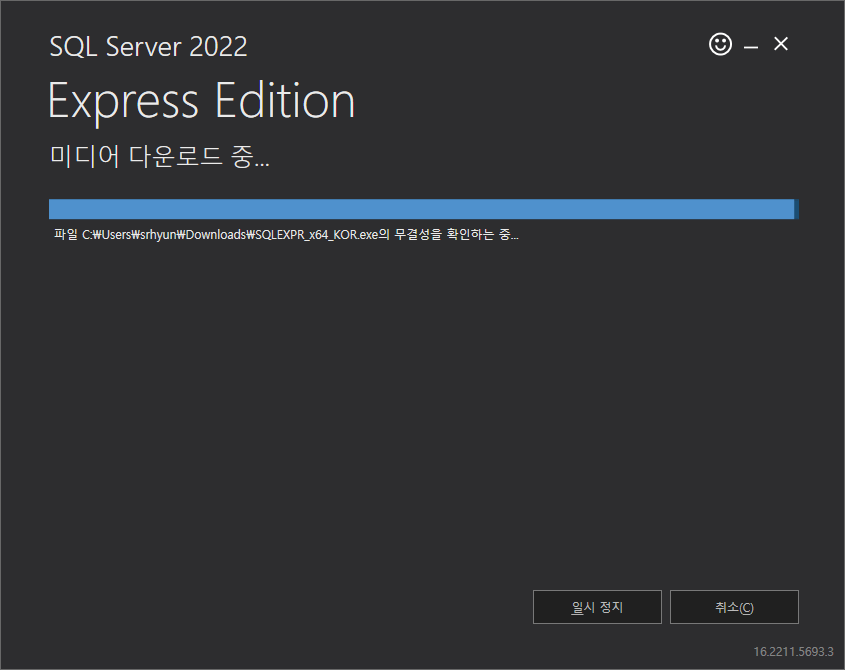 SQL Server 2022
Express Edition
미디어 다운로드 중...
파일 C:₩Users₩srhyun₩Downloads₩SQLEXPR_x64_KOR.exe의 무결성을 확인하는 중...
일시 정지
취소(C)
16.2211.5693.3